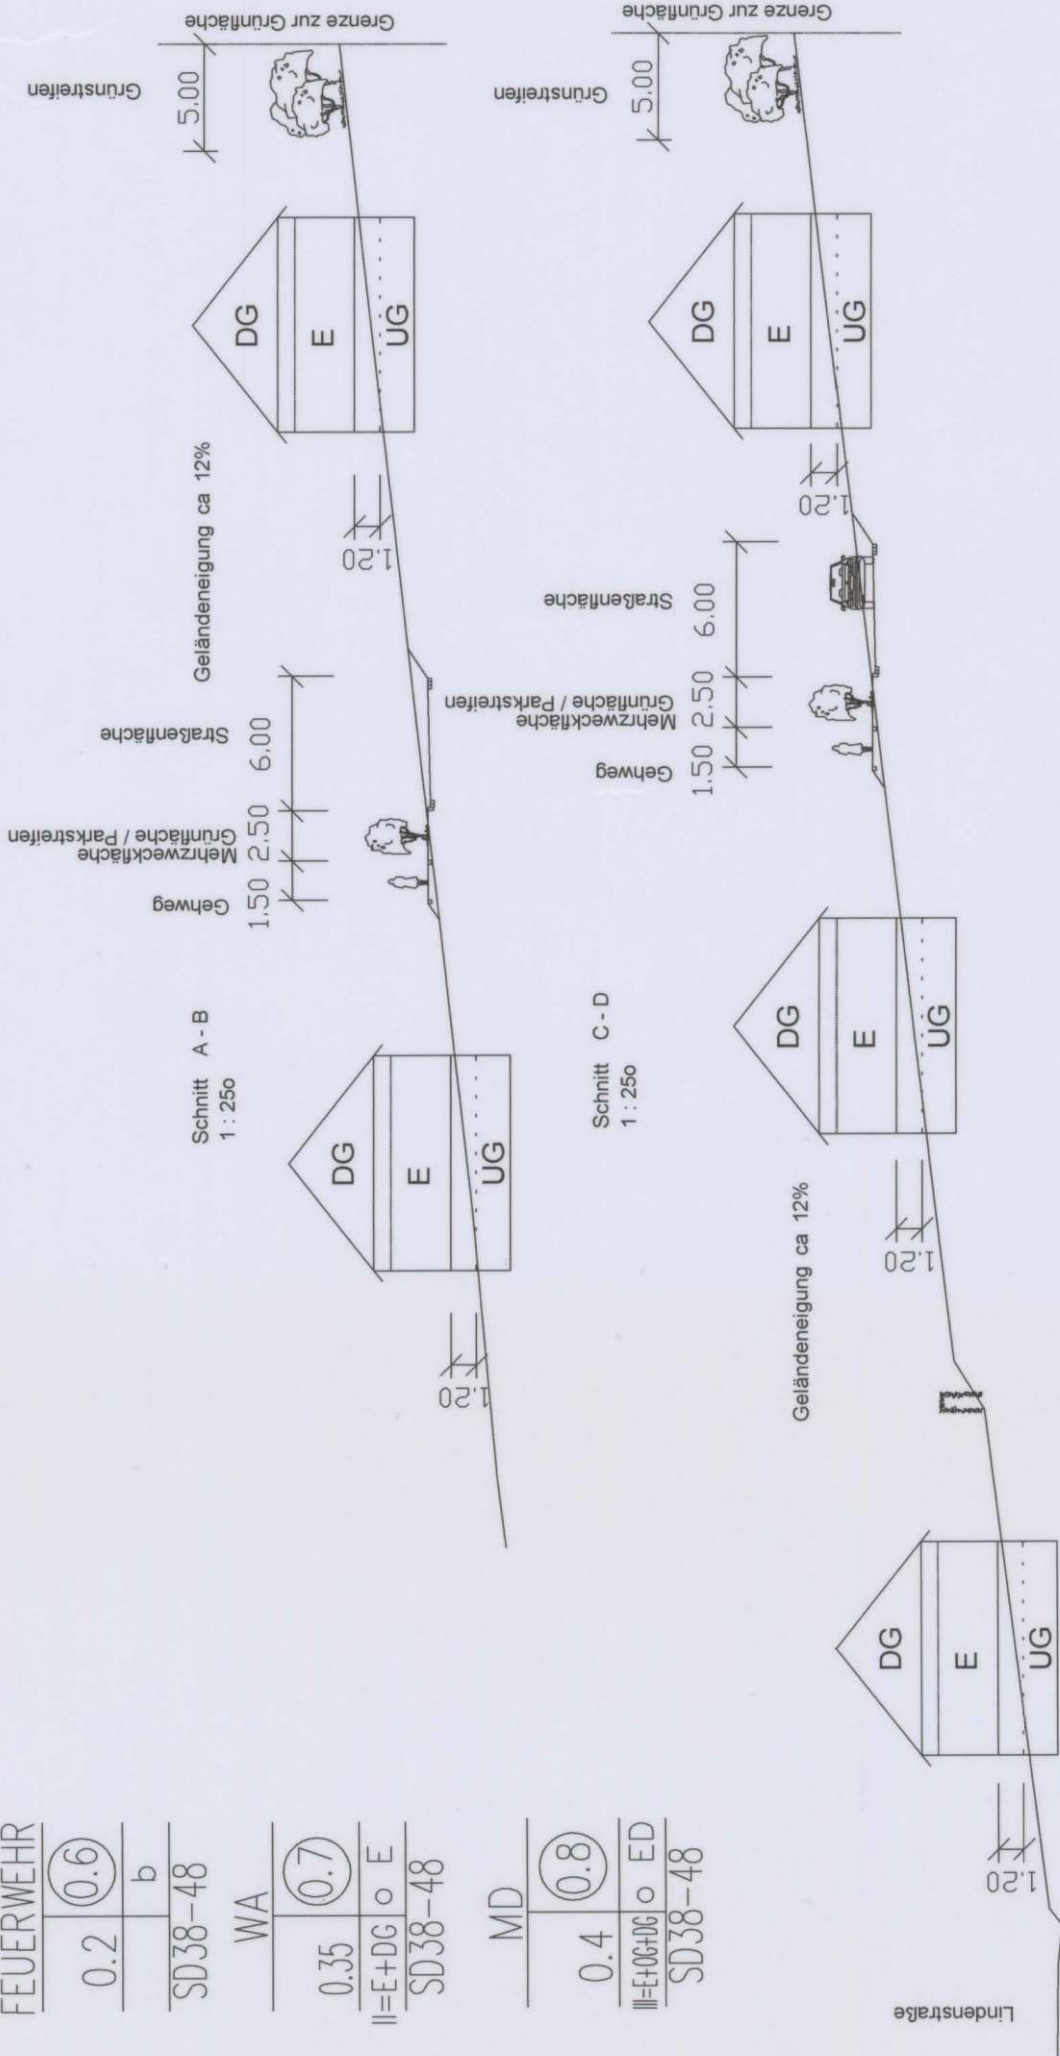 FEUERWEHR
0.2
0.6
b
SD38-48
WA
0.35
0.7
II=E+DG
o
E
SD38-48
MD
0.4
0.8
III=E+OG+DG
o
ED
SD38-48
Schnitt A - B
1 : 25o
Gehweg
Mehrzweckfläche
Grünfläche / Parkstreifen
Straßenfläche
1.50
2.50
6.00
Geländeneigung ca 12%
Grünstreifen
5.00
Grenze zur Grünfläche
DG
E
UG
1.20
DG
E
UG
1.20
Schnitt C - D
1 : 25o
Gehweg
Mehrzweckfläche
Grünfläche / Parkstreifen
Straßenfläche
1.50
2.50
6.00
Grünstreifen
5.00
Grenze zur Grünfläche
Lindenstraße
1.20
DG
E
UG
Geländeneigung ca 12%
1.20
DG
E
UG
1.20
DG
E
UG